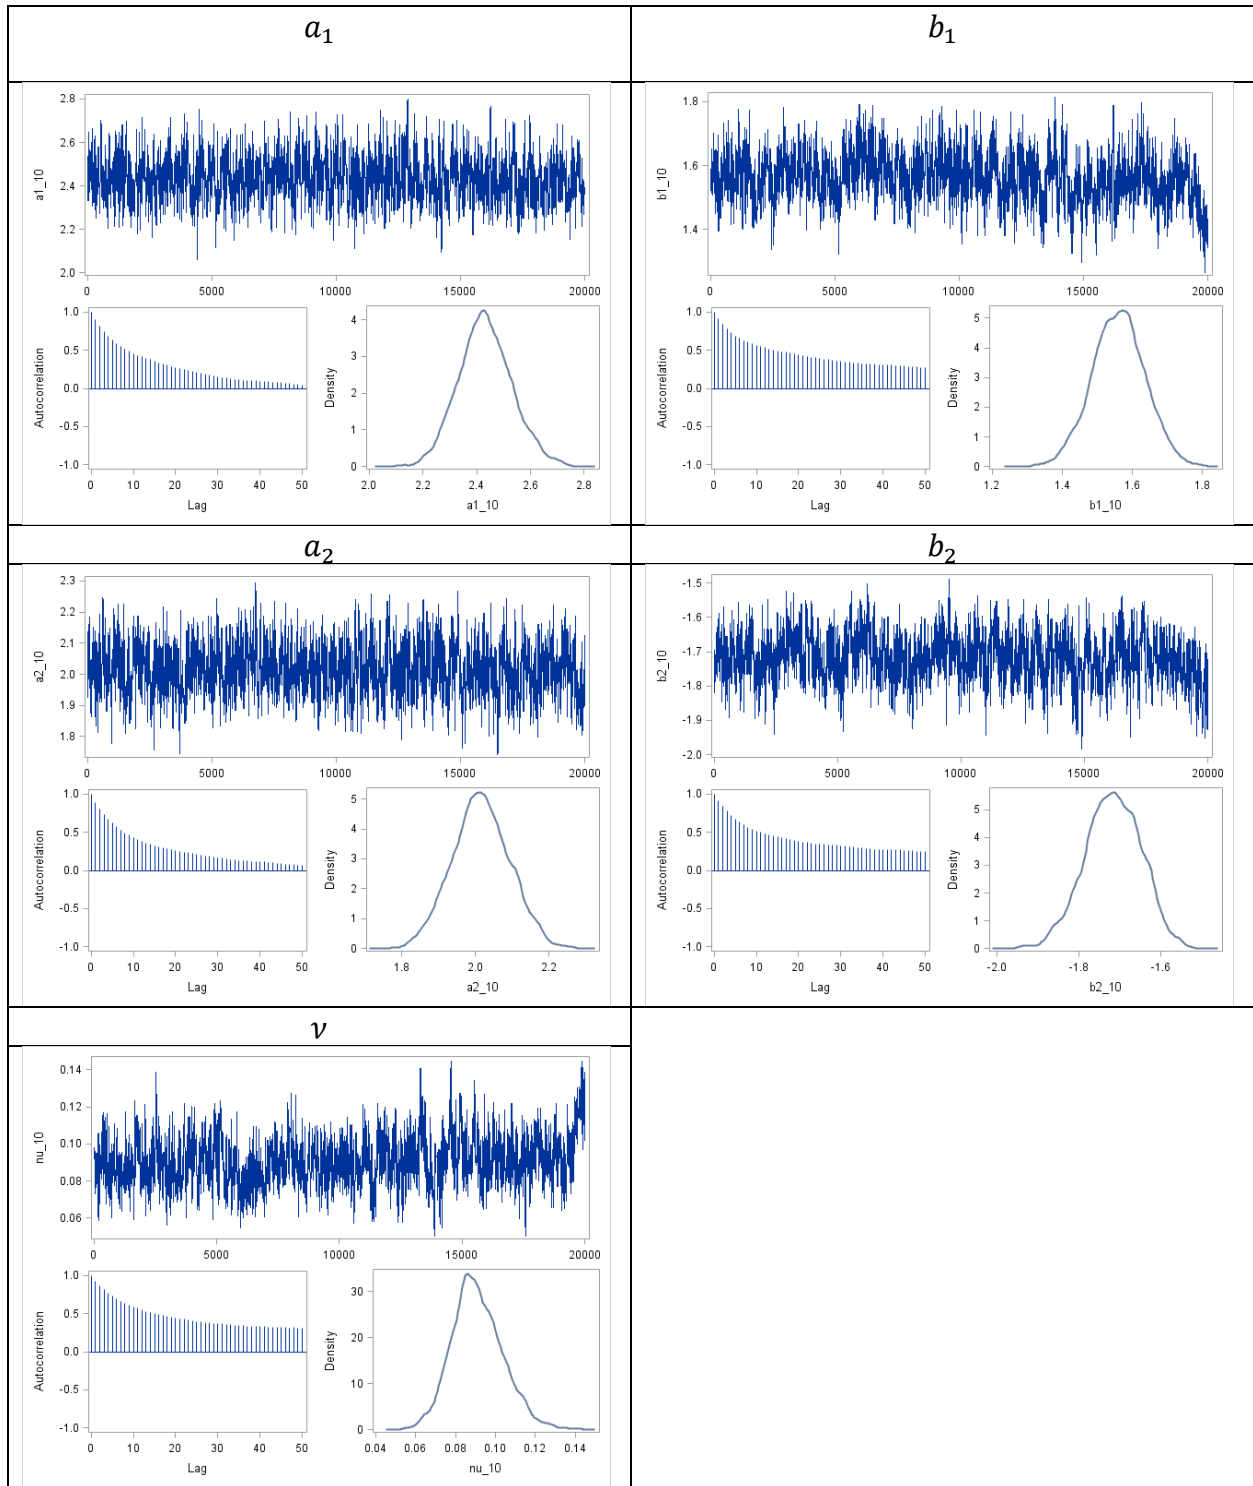 a₁
b₁
2.8
2.6
2.4
2.2
2.0
a1_10
0 5000 10000 15000 20000
1.0
0.5
0.0
-0.5
-1.0
Autocorrelation
0 10 20 30 40 50
Lag
4
3
2
1
0
Density
2.0 2.2 2.4 2.6 2.8
a1_10
1.8
1.6
1.4
b1_10
0 5000 10000 15000 20000
1.0
0.5
0.0
-0.5
-1.0
Autocorrelation
0 10 20 30 40 50
Lag
5
4
3
2
1
0
Density
1.2 1.4 1.6 1.8
b1_10
a₂
b₂
2.3
2.2
2.1
2.0
1.9
1.8
a2_10
0 5000 10000 15000 20000
1.0
0.5
0.0
-0.5
-1.0
Autocorrelation
0 10 20 30 40 50
Lag
5
4
3
2
1
0
Density
1.8 2.0 2.2
a2_10
-1.5
-1.6
-1.7
-1.8
-1.9
-2.0
b2_10
0 5000 10000 15000 20000
1.0
0.5
0.0
-0.5
-1.0
Autocorrelation
0 10 20 30 40 50
Lag
5
4
3
2
1
0
Density
-2.0 -1.8 -1.6
b2_10
ν
0.14
0.12
0.10
0.08
0.06
nu_10
0 5000 10000 15000 20000
1.0
0.5
0.0
-0.5
-1.0
Autocorrelation
0 10 20 30 40 50
Lag
30
20
10
0
Density
0.04 0.06 0.08 0.10 0.12 0.14
nu_10